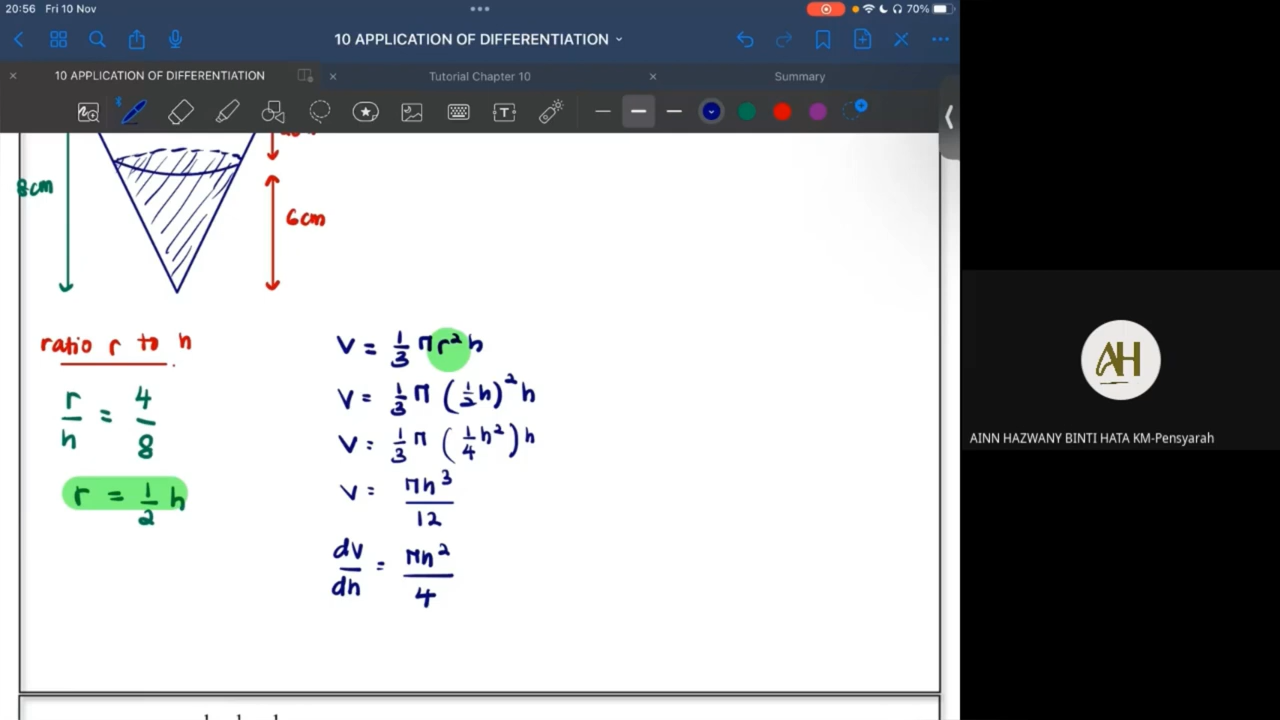 20:56 Fri 10 Nov
70%
10 APPLICATION OF DIFFERENTIATION
10 APPLICATION OF DIFFERENTIATION
Tutorial Chapter 10
Summary
8cm
6cm
ratio r to h
r/h = 4/8
r = 1/2 h
V = 1/3 πr²h
V = 1/3 π (1/2 h)² h
V = 1/3 π (1/4 h²) h
V = πh³/12
dV/dh = πh²/4
AH
AINN HAZWANY BINTI HATA KM-Pensyarah